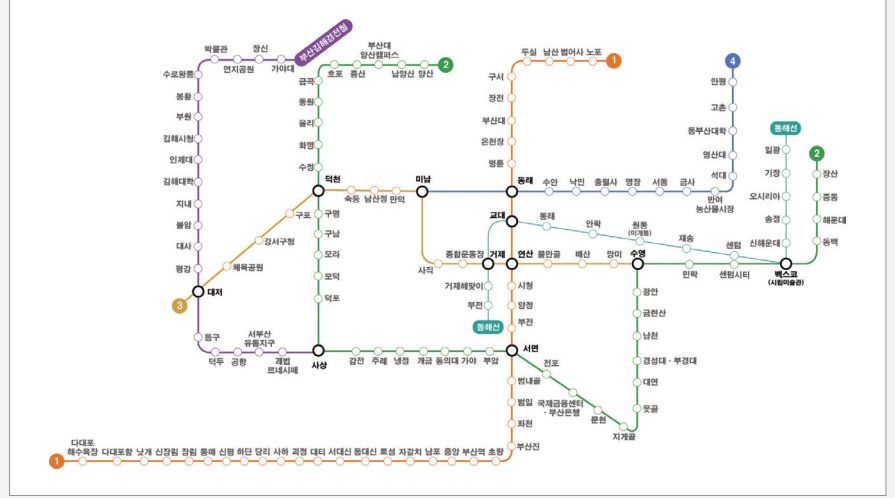 부산김해경전철
박물관
연지공원
장신
가야대
수로왕릉
봉황
부원
김해시청
인제대
김해대학
지내
불암
대사
평강
대저
등구
덕두
공항
서부산
유통지구
괘법
르네시떼
사상
3
체육공원
강서구청
구포
덕천
숙등
남산정
만덕
미남
사직
종합운동장
거제
연산
물만골
배산
망미
수영
2
양산
남양산
부산대
양산캠퍼스
증산
호포
금곡
동원
율리
화명
수정
구명
구남
모라
모덕
덕포
감전
주례
냉정
개금
동의대
가야
부암
서면
전포
국제금융센터
· 부산은행
문현
지게골
못골
대연
경성대 · 부경대
남천
금련산
광안
민락
센텀시티
벡스코
(시립미술관)
동백
해운대
중동
장산
2
1
노포
범어사
남산
두실
구서
장전
부산대
온천장
명륜
동래
교대
시청
양정
부전
범내골
범일
좌천
부산진
초량
부산역
중앙
남포
자갈치
토성
동대신
서대신
대티
괴정
사하
당리
하단
신평
동매
장림
신장림
낫개
다대포항
다대포
해수욕장
1
4
안평
고촌
동부산대학
영산대
석대
반여
농산물시장
금사
서동
명장
충렬사
낙민
수안
동해선
일광
기장
오시리아
송정
신해운대
센텀
재송
원동
(미개통)
안락
동래
거제해맞이
부전
동해선